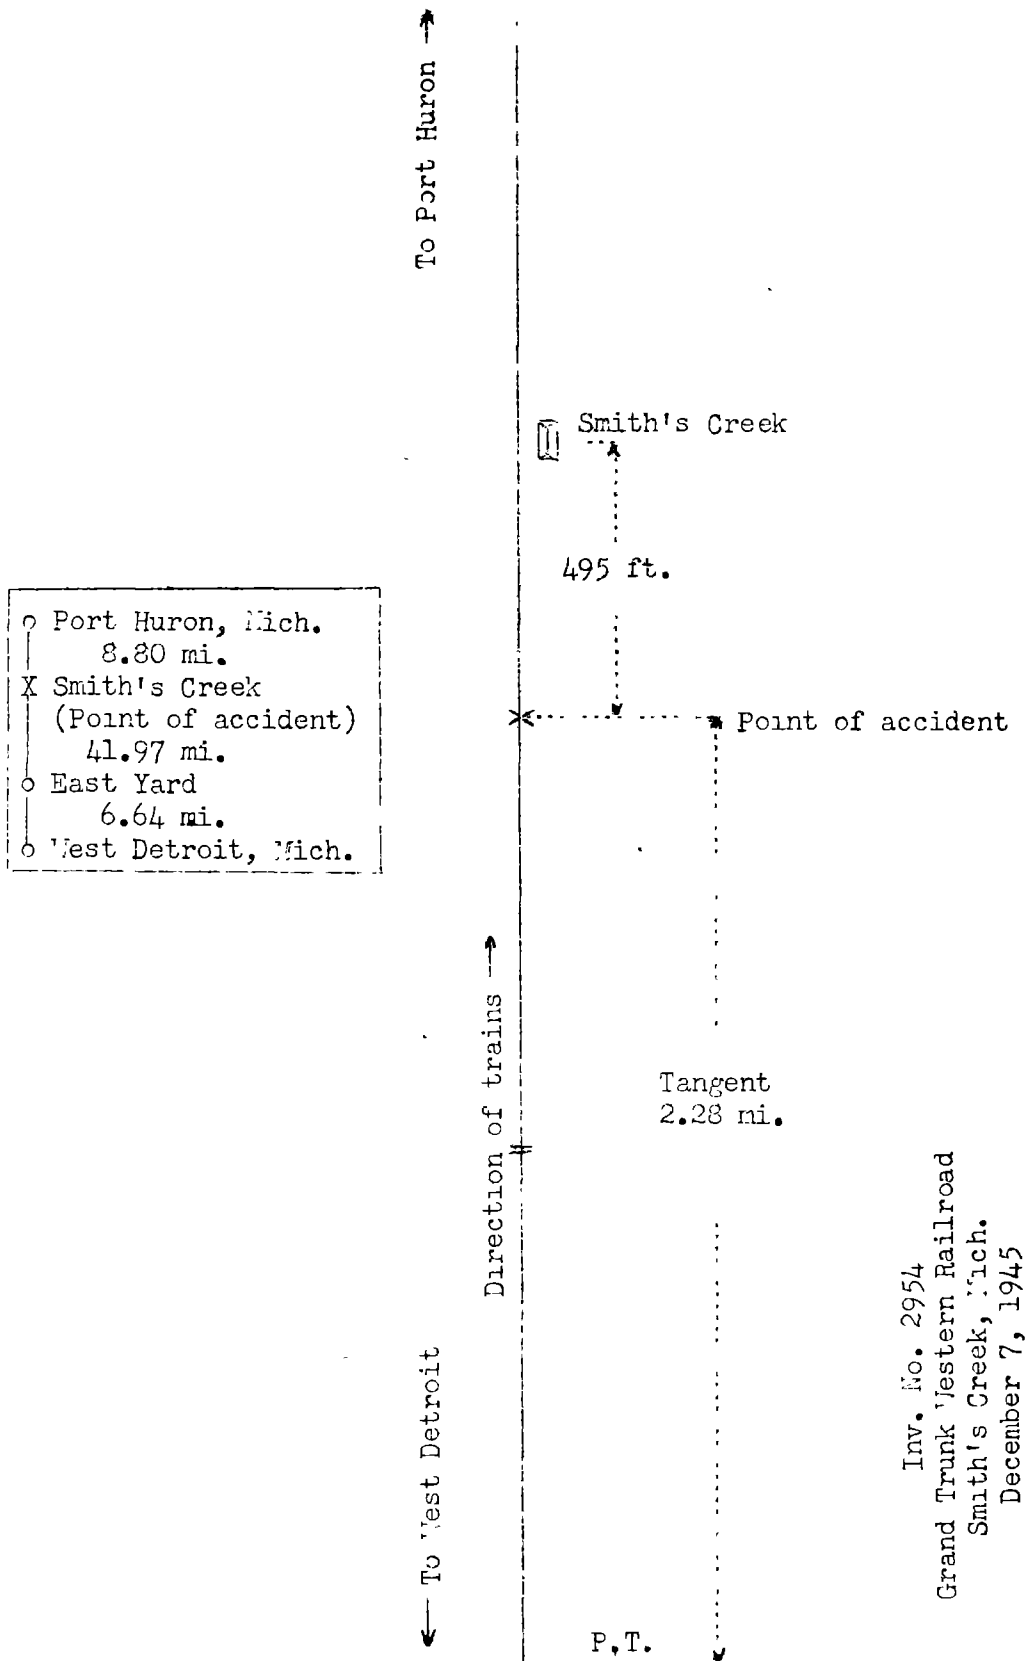 To Port Huron
Smith's Creek
495 ft.
Port Huron, Mich.
8.80 mi.
X Smith's Creek
(Point of accident)
41.97 mi.
East Yard
6.64 mi.
West Detroit, Mich.
Point of accident
Direction of trains
Tangent
2.28 mi.
To West Detroit
P.T.
Inv. No. 2954
Grand Trunk Western Railroad
Smith's Creek, Mich.
December 7, 1945